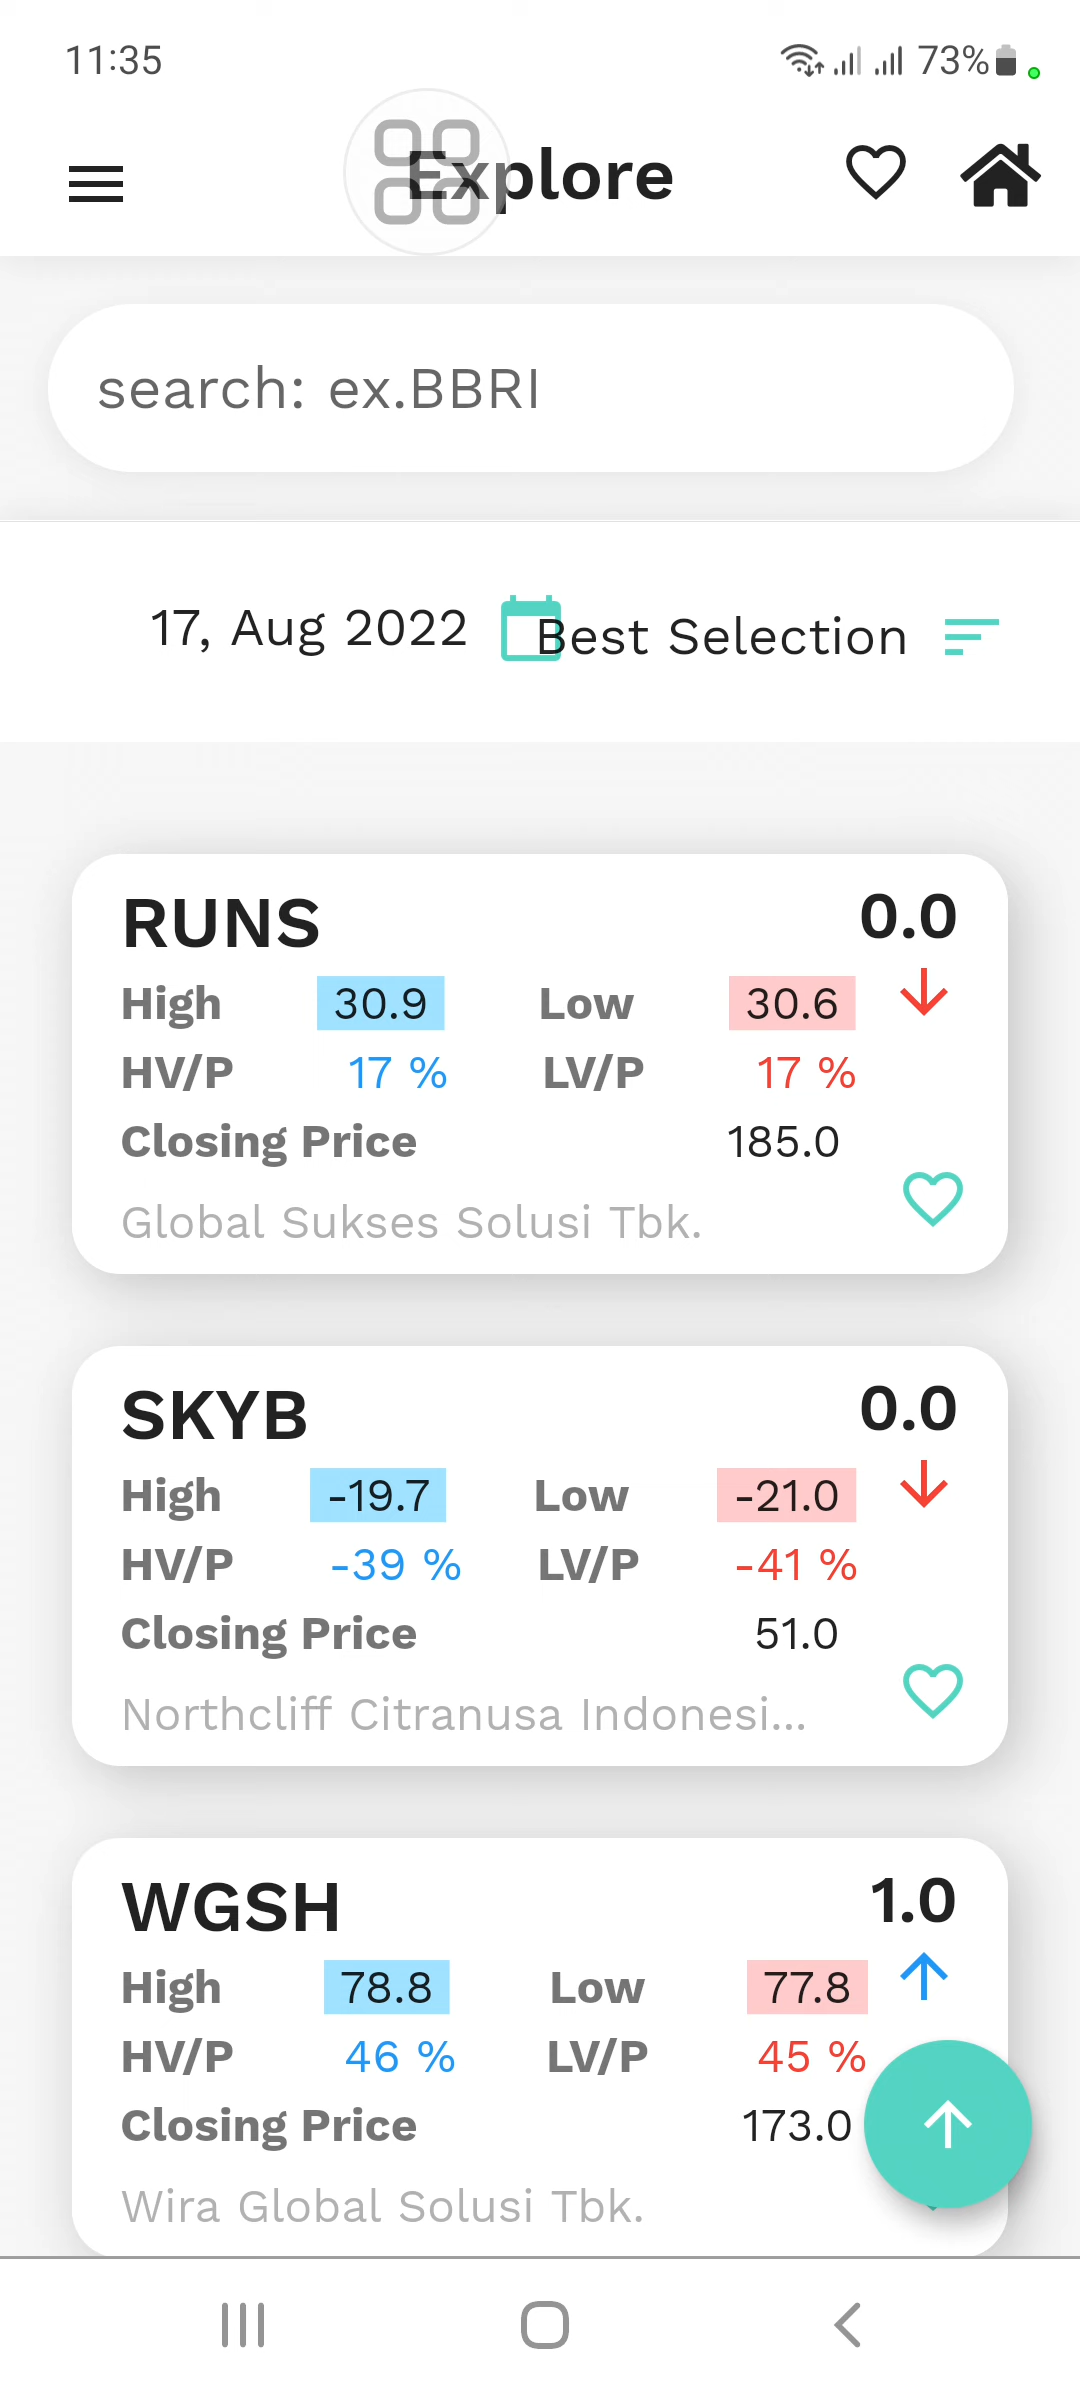 11:35 73%
Explore
search: ex.BBRI
17, Aug 2022 Best Selection
RUNS 0.0
High 30.9 Low 30.6
HV/P 17 % LV/P 17 %
Closing Price 185.0
Global Sukses Solusi Tbk.
SKYB 0.0
High -19.7 Low -21.0
HV/P -39 % LV/P -41 %
Closing Price 51.0
Northcliff Citranusa Indonesi...
WGSH 1.0
High 78.8 Low 77.8
HV/P 46 % LV/P 45 %
Closing Price 173.0
Wira Global Solusi Tbk.